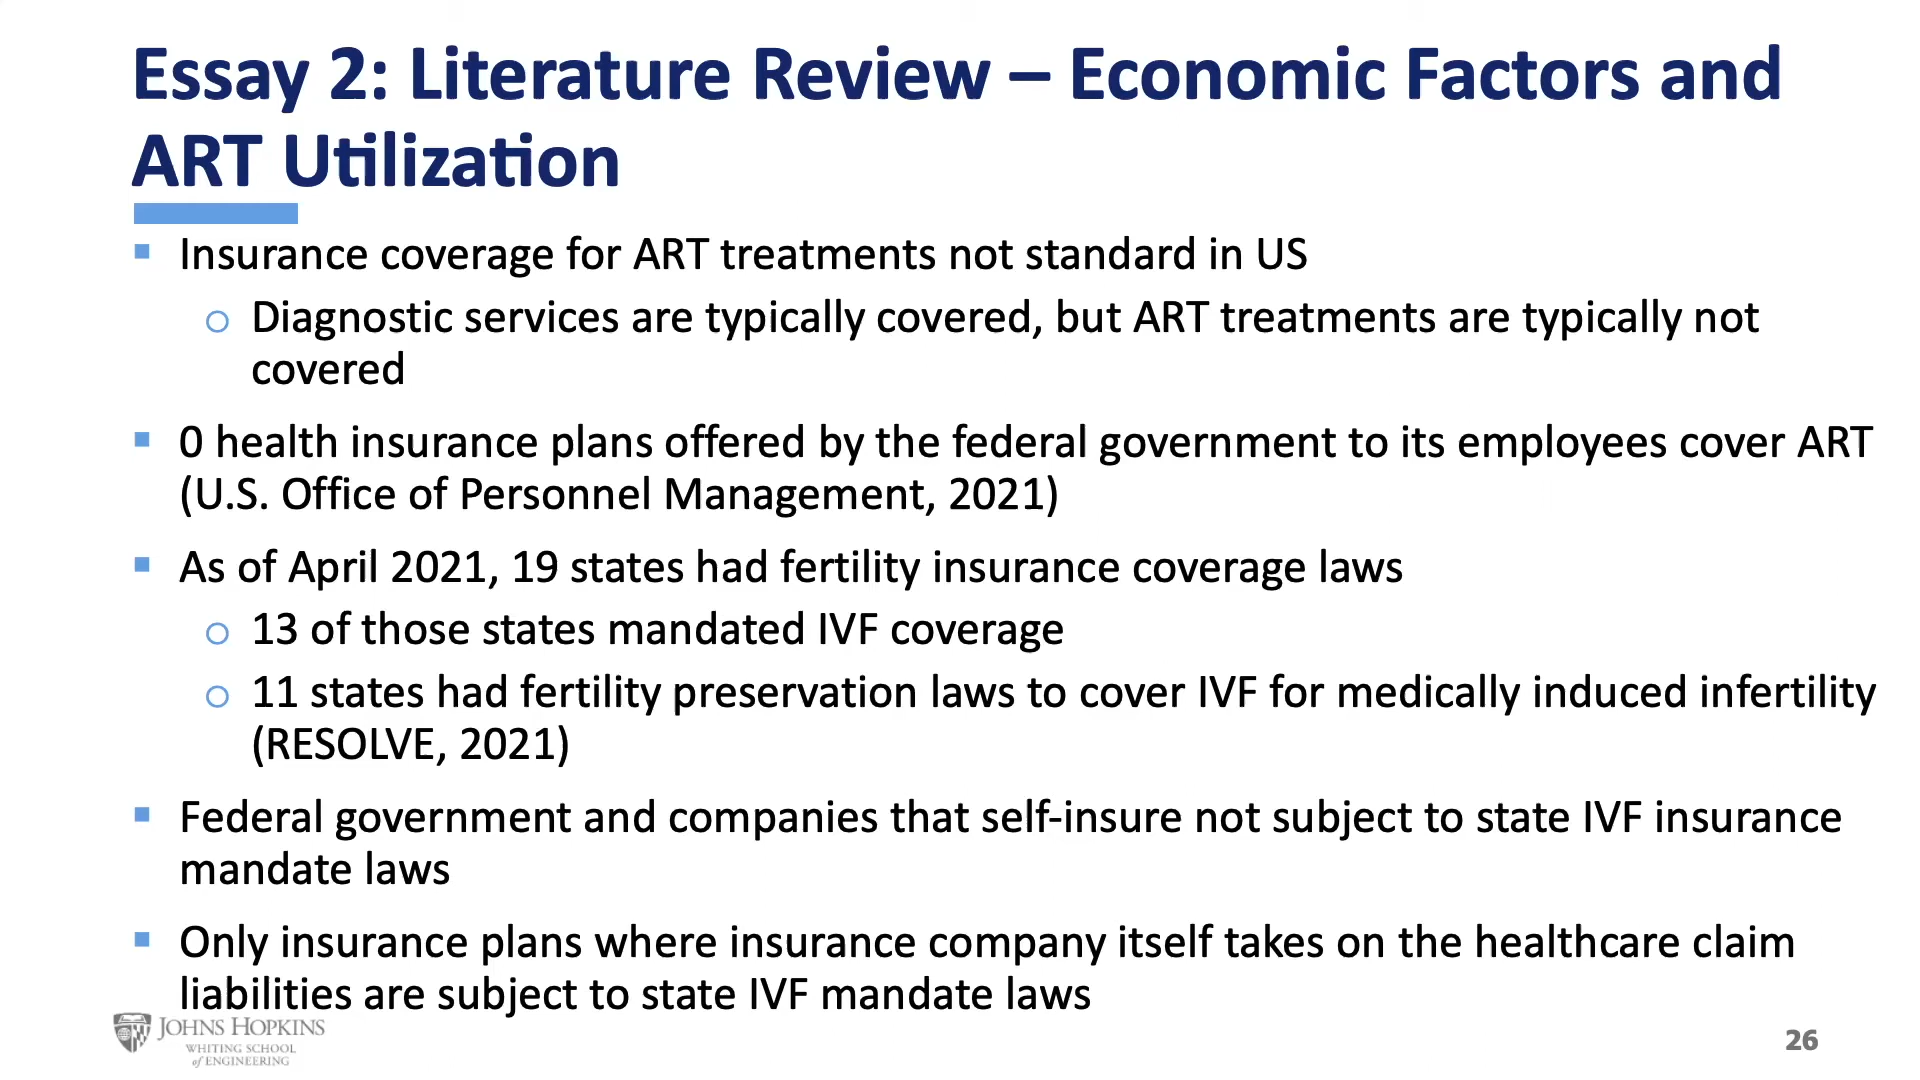 Essay 2: Literature Review – Economic Factors and
ART Utilization
▪ Insurance coverage for ART treatments not standard in US
o Diagnostic services are typically covered, but ART treatments are typically not
covered
▪ 0 health insurance plans offered by the federal government to its employees cover ART
(U.S. Office of Personnel Management, 2021)
▪ As of April 2021, 19 states had fertility insurance coverage laws
o 13 of those states mandated IVF coverage
o 11 states had fertility preservation laws to cover IVF for medically induced infertility
(RESOLVE, 2021)
▪ Federal government and companies that self-insure not subject to state IVF insurance
mandate laws
▪ Only insurance plans where insurance company itself takes on the healthcare claim
liabilities are subject to state IVF mandate laws
JOHNS HOPKINS
WHITING SCHOOL
of ENGINEERING
26